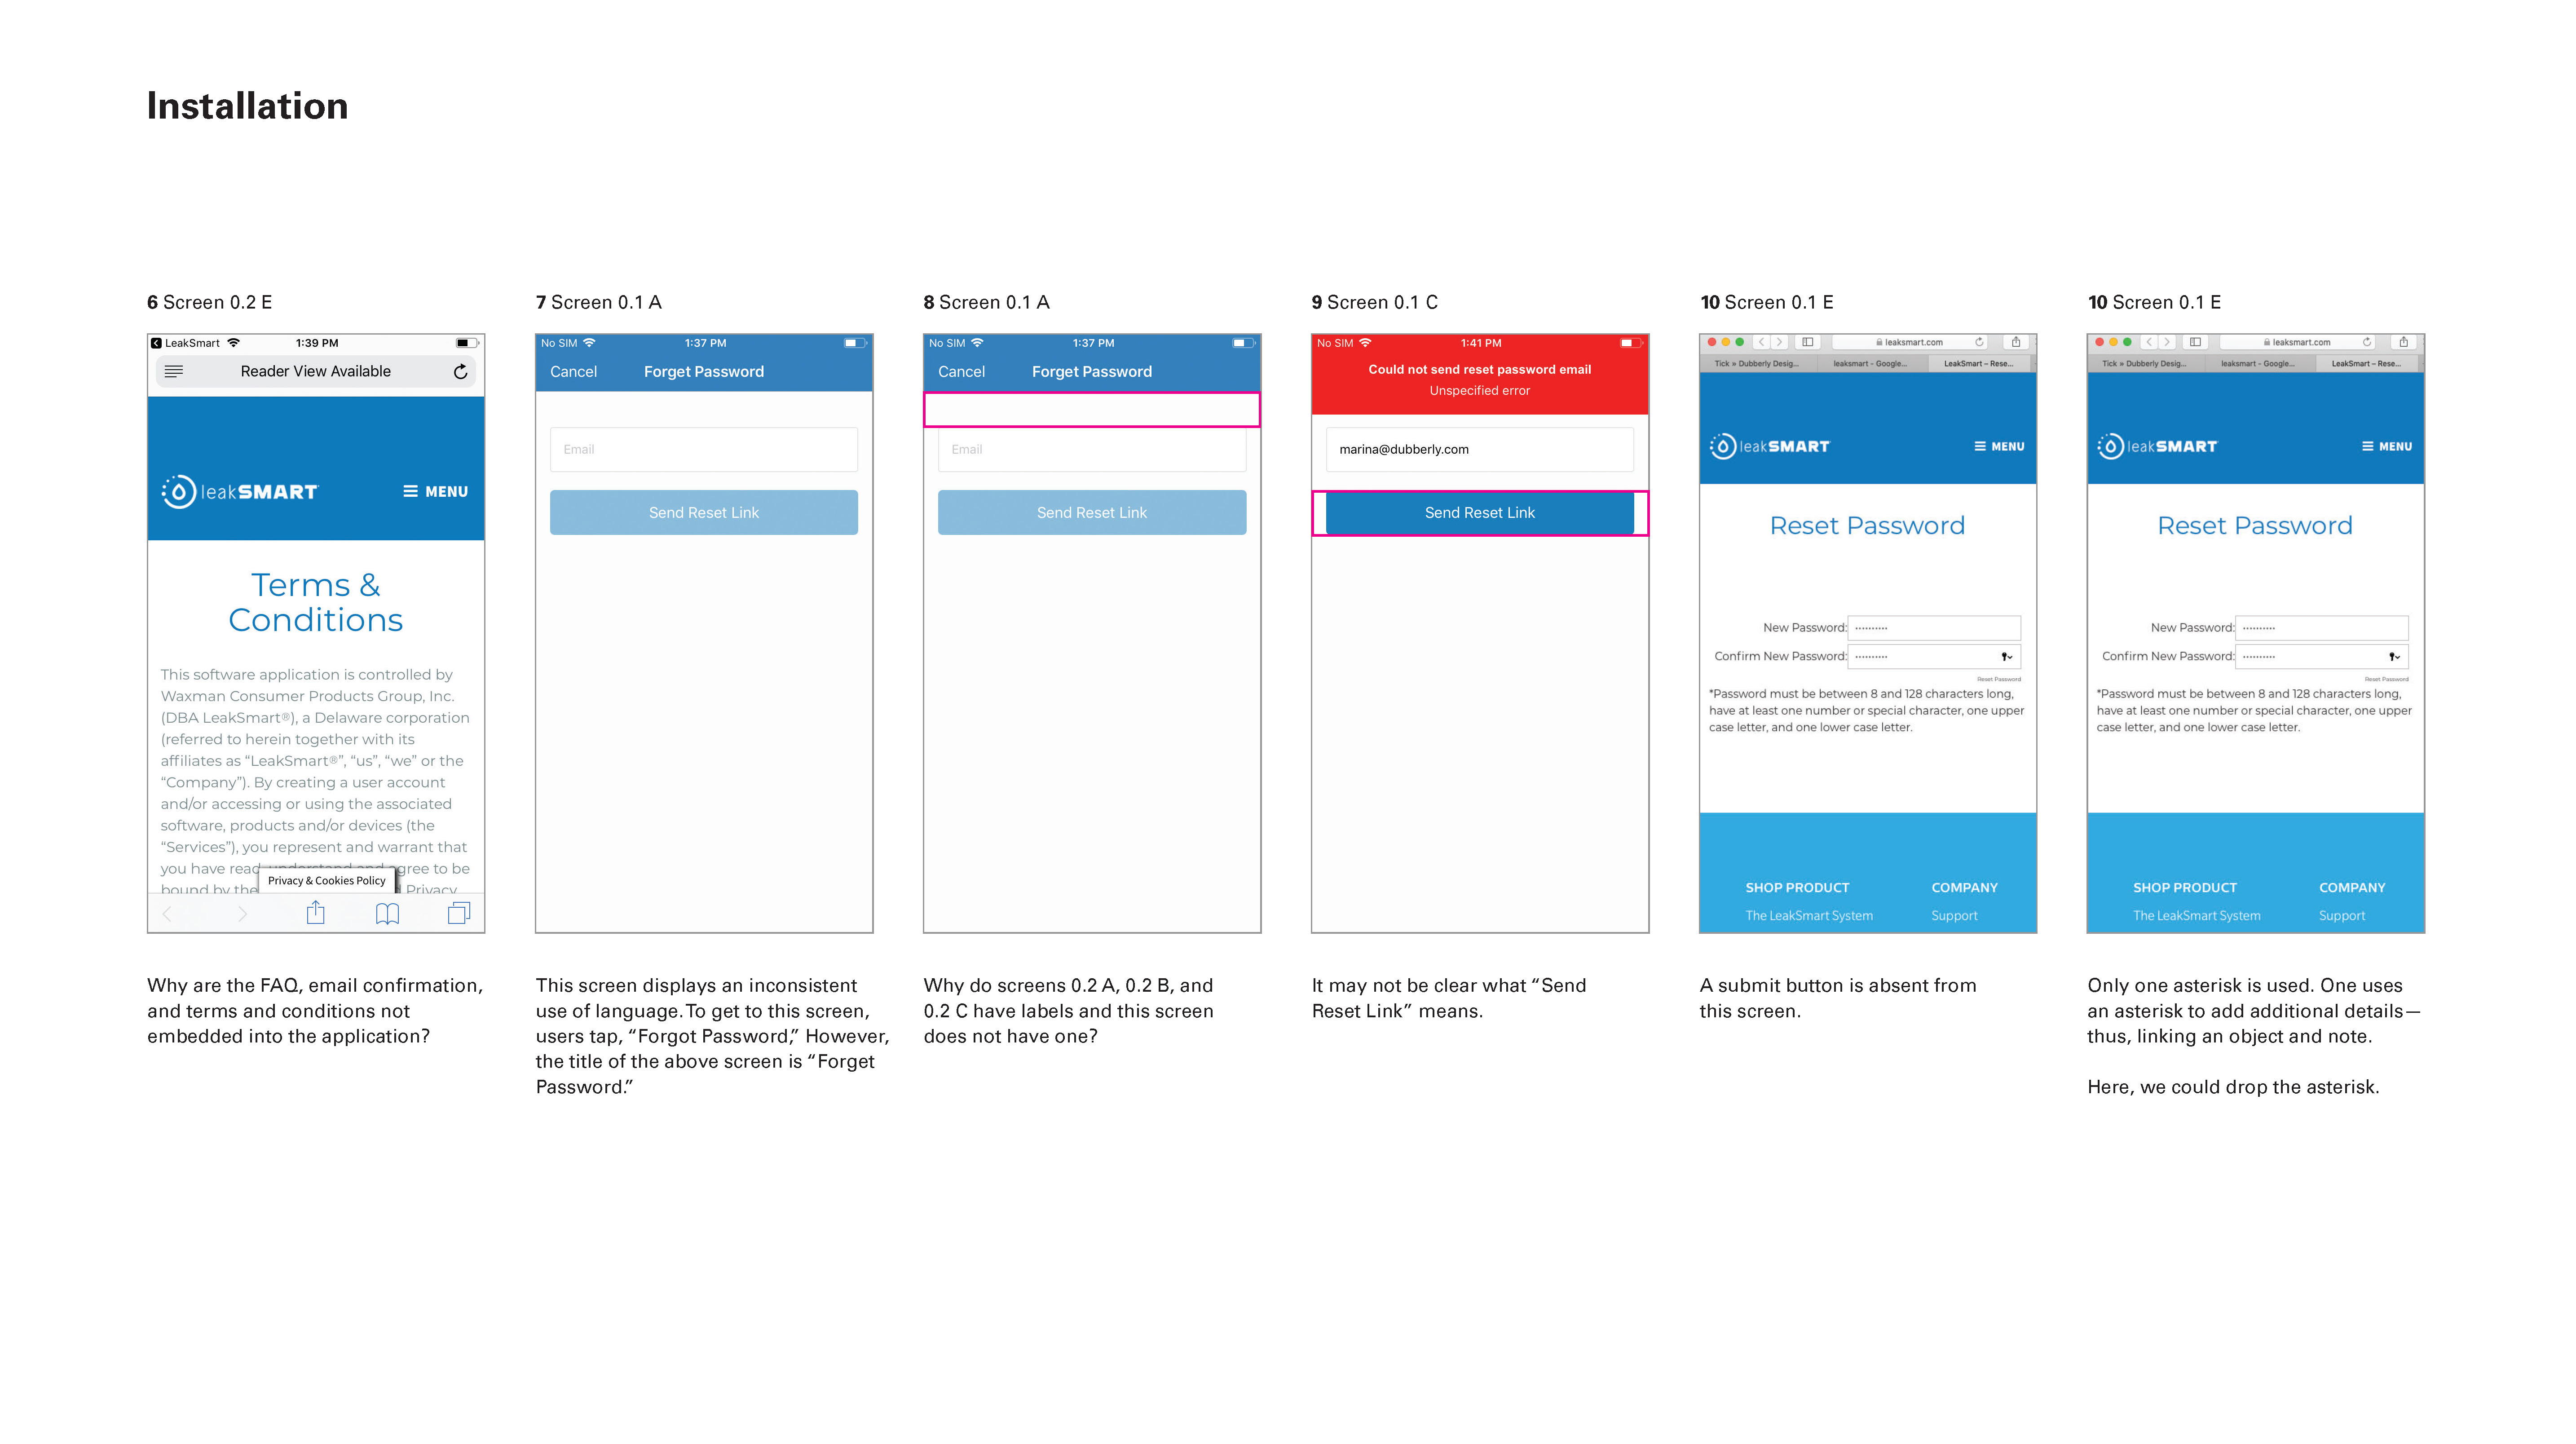 Installation
6 Screen 0.2 E
LeakSmart 1:39 PM
Reader View Available
leakSMART MENU
Terms &
Conditions
This software application is controlled by
Waxman Consumer Products Group, Inc.
(DBA LeakSmart®), a Delaware corporation
(referred to herein together with its
affiliates as “LeakSmart®”, “us”, “we” or the
“Company”). By creating a user account
and/or accessing or using the associated
software, products and/or devices (the
“Services”), you represent and warrant that
you have read, understand and agree to be
bound by the Privacy
Privacy & Cookies Policy
Why are the FAQ, email confirmation,
and terms and conditions not
embedded into the application?
7 Screen 0.1 A
No SIM 1:37 PM
Cancel Forget Password
Email
Send Reset Link
This screen displays an inconsistent
use of language. To get to this screen,
users tap, “Forgot Password,” However,
the title of the above screen is “Forget
Password.”
8 Screen 0.1 A
No SIM 1:37 PM
Cancel Forget Password
Email
Send Reset Link
Why do screens 0.2 A, 0.2 B, and
0.2 C have labels and this screen
does not have one?
9 Screen 0.1 C
No SIM 1:41 PM
Could not send reset password email
Unspecified error
marina@dubberly.com
Send Reset Link
It may not be clear what “Send
Reset Link” means.
10 Screen 0.1 E
leaksmart.com
Tick » Dubberly Desig... leaksmart - Google... LeakSmart – Rese...
leakSMART MENU
Reset Password
New Password:
Confirm New Password:
Reset Password
*Password must be between 8 and 128 characters long,
have at least one number or special character, one upper
case letter, and one lower case letter.
SHOP PRODUCT COMPANY
The LeakSmart System Support
A submit button is absent from
this screen.
10 Screen 0.1 E
leaksmart.com
Tick » Dubberly Desig... leaksmart - Google... LeakSmart – Rese...
leakSMART MENU
Reset Password
New Password:
Confirm New Password:
Reset Password
*Password must be between 8 and 128 characters long,
have at least one number or special character, one upper
case letter, and one lower case letter.
SHOP PRODUCT COMPANY
The LeakSmart System Support
Only one asterisk is used. One uses
an asterisk to add additional details—
thus, linking an object and note.
Here, we could drop the asterisk.